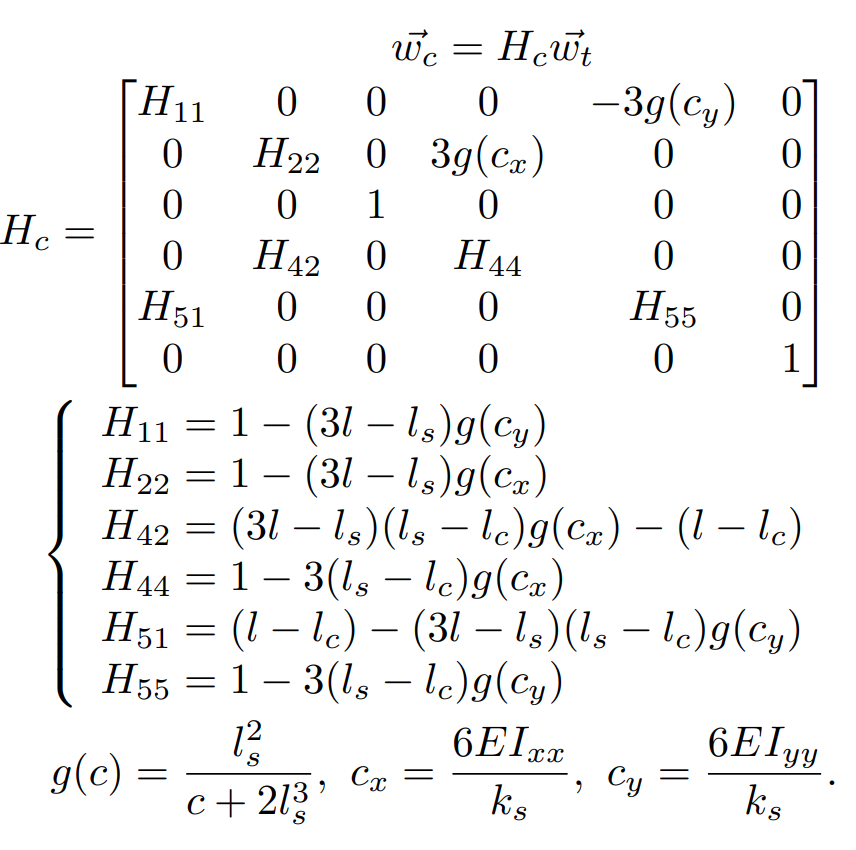 $\vec{w_c} = H_c \vec{w_t}$
$H_c = \begin{bmatrix} H_{11} & 0 & 0 & 0 & -3g(c_y) & 0 \\ 0 & H_{22} & 0 & 3g(c_x) & 0 & 0 \\ 0 & 0 & 1 & 0 & 0 & 0 \\ 0 & H_{42} & 0 & H_{44} & 0 & 0 \\ H_{51} & 0 & 0 & 0 & H_{55} & 0 \\ 0 & 0 & 0 & 0 & 0 & 1 \end{bmatrix}$
$H_{11} = 1 - (3l - l_s)g(c_y)$
$H_{22} = 1 - (3l - l_s)g(c_x)$
$H_{42} = (3l - l_s)(l_s - l_c)g(c_x) - (l - l_c)$
$H_{44} = 1 - 3(l_s - l_c)g(c_x)$
$H_{51} = (l - l_c) - (3l - l_s)(l_s - l_c)g(c_y)$
$H_{55} = 1 - 3(l_s - l_c)g(c_y)$
$g(c) = \frac{l_s^2}{c + 2l_s^3}, \; c_x = \frac{6EI_{xx}}{k_s}, \; c_y = \frac{6EI_{yy}}{k_s}.$